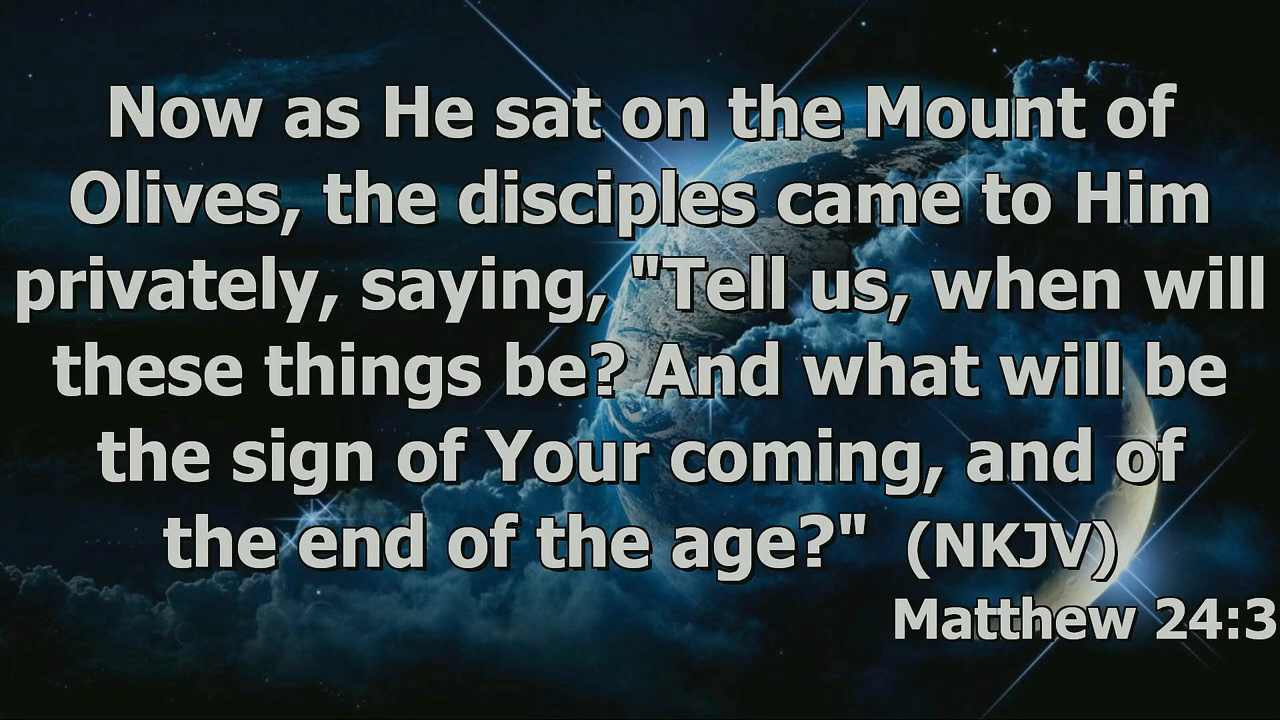 Now as He sat on the Mount of
Olives, the disciples came to Him
privately, saying, "Tell us, when will
these things be? And what will be
the sign of Your coming, and of
the end of the age?" (NKJV)
Matthew 24:3